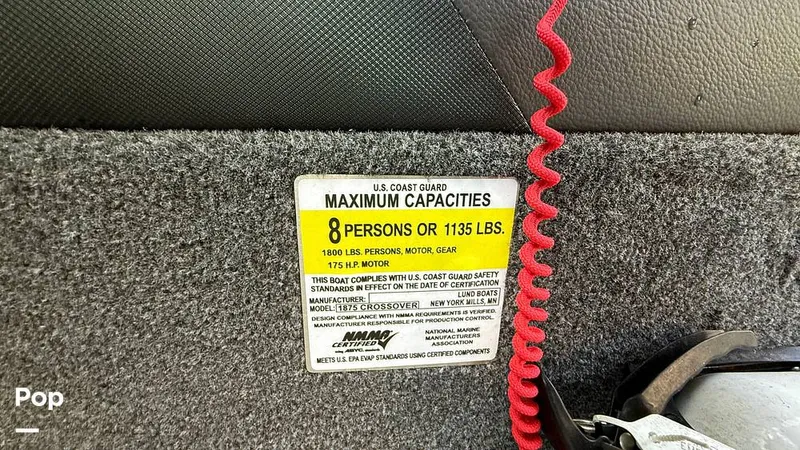 U.S. COAST GUARD
MAXIMUM CAPACITIES
8 PERSONS OR 1135 LBS.
1800 LBS. PERSONS, MOTOR, GEAR
175 H.P. MOTOR
THIS BOAT COMPLIES WITH U.S. COAST GUARD SAFETY
STANDARDS IN EFFECT ON THE DATE OF CERTIFICATION
MANUFACTURER: LUND BOATS
MODEL: 1875 CROSSOVER NEW YORK MILLS, MN
DESIGN COMPLIANCE WITH NMMA REQUIREMENTS IS VERIFIED.
MANUFACTURER RESPONSIBLE FOR PRODUCTION CONTROL.
NMMA
CERTIFIED
using ABYC standards
NATIONAL MARINE
MANUFACTURERS
ASSOCIATION
MEETS U.S. EPA EVAP STANDARDS USING CERTIFIED COMPONENTS
Pop